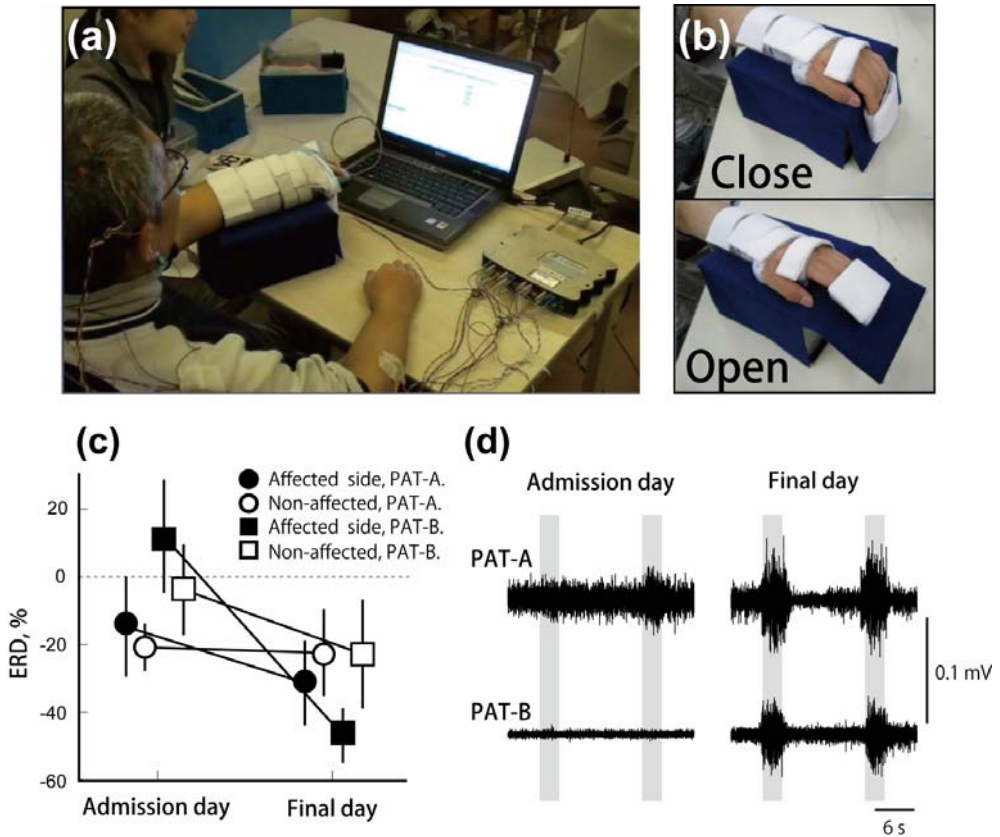 (a)
(b)
Close
Open
(c)
Affected side, PAT-A.
Non-affected, PAT-A.
Affected side, PAT-B.
Non-affected, PAT-B.
20
0
-20
-40
-60
ERD, %
Admission day
Final day
(d)
Admission day
Final day
PAT-A
PAT-B
0.1 mV
6 s